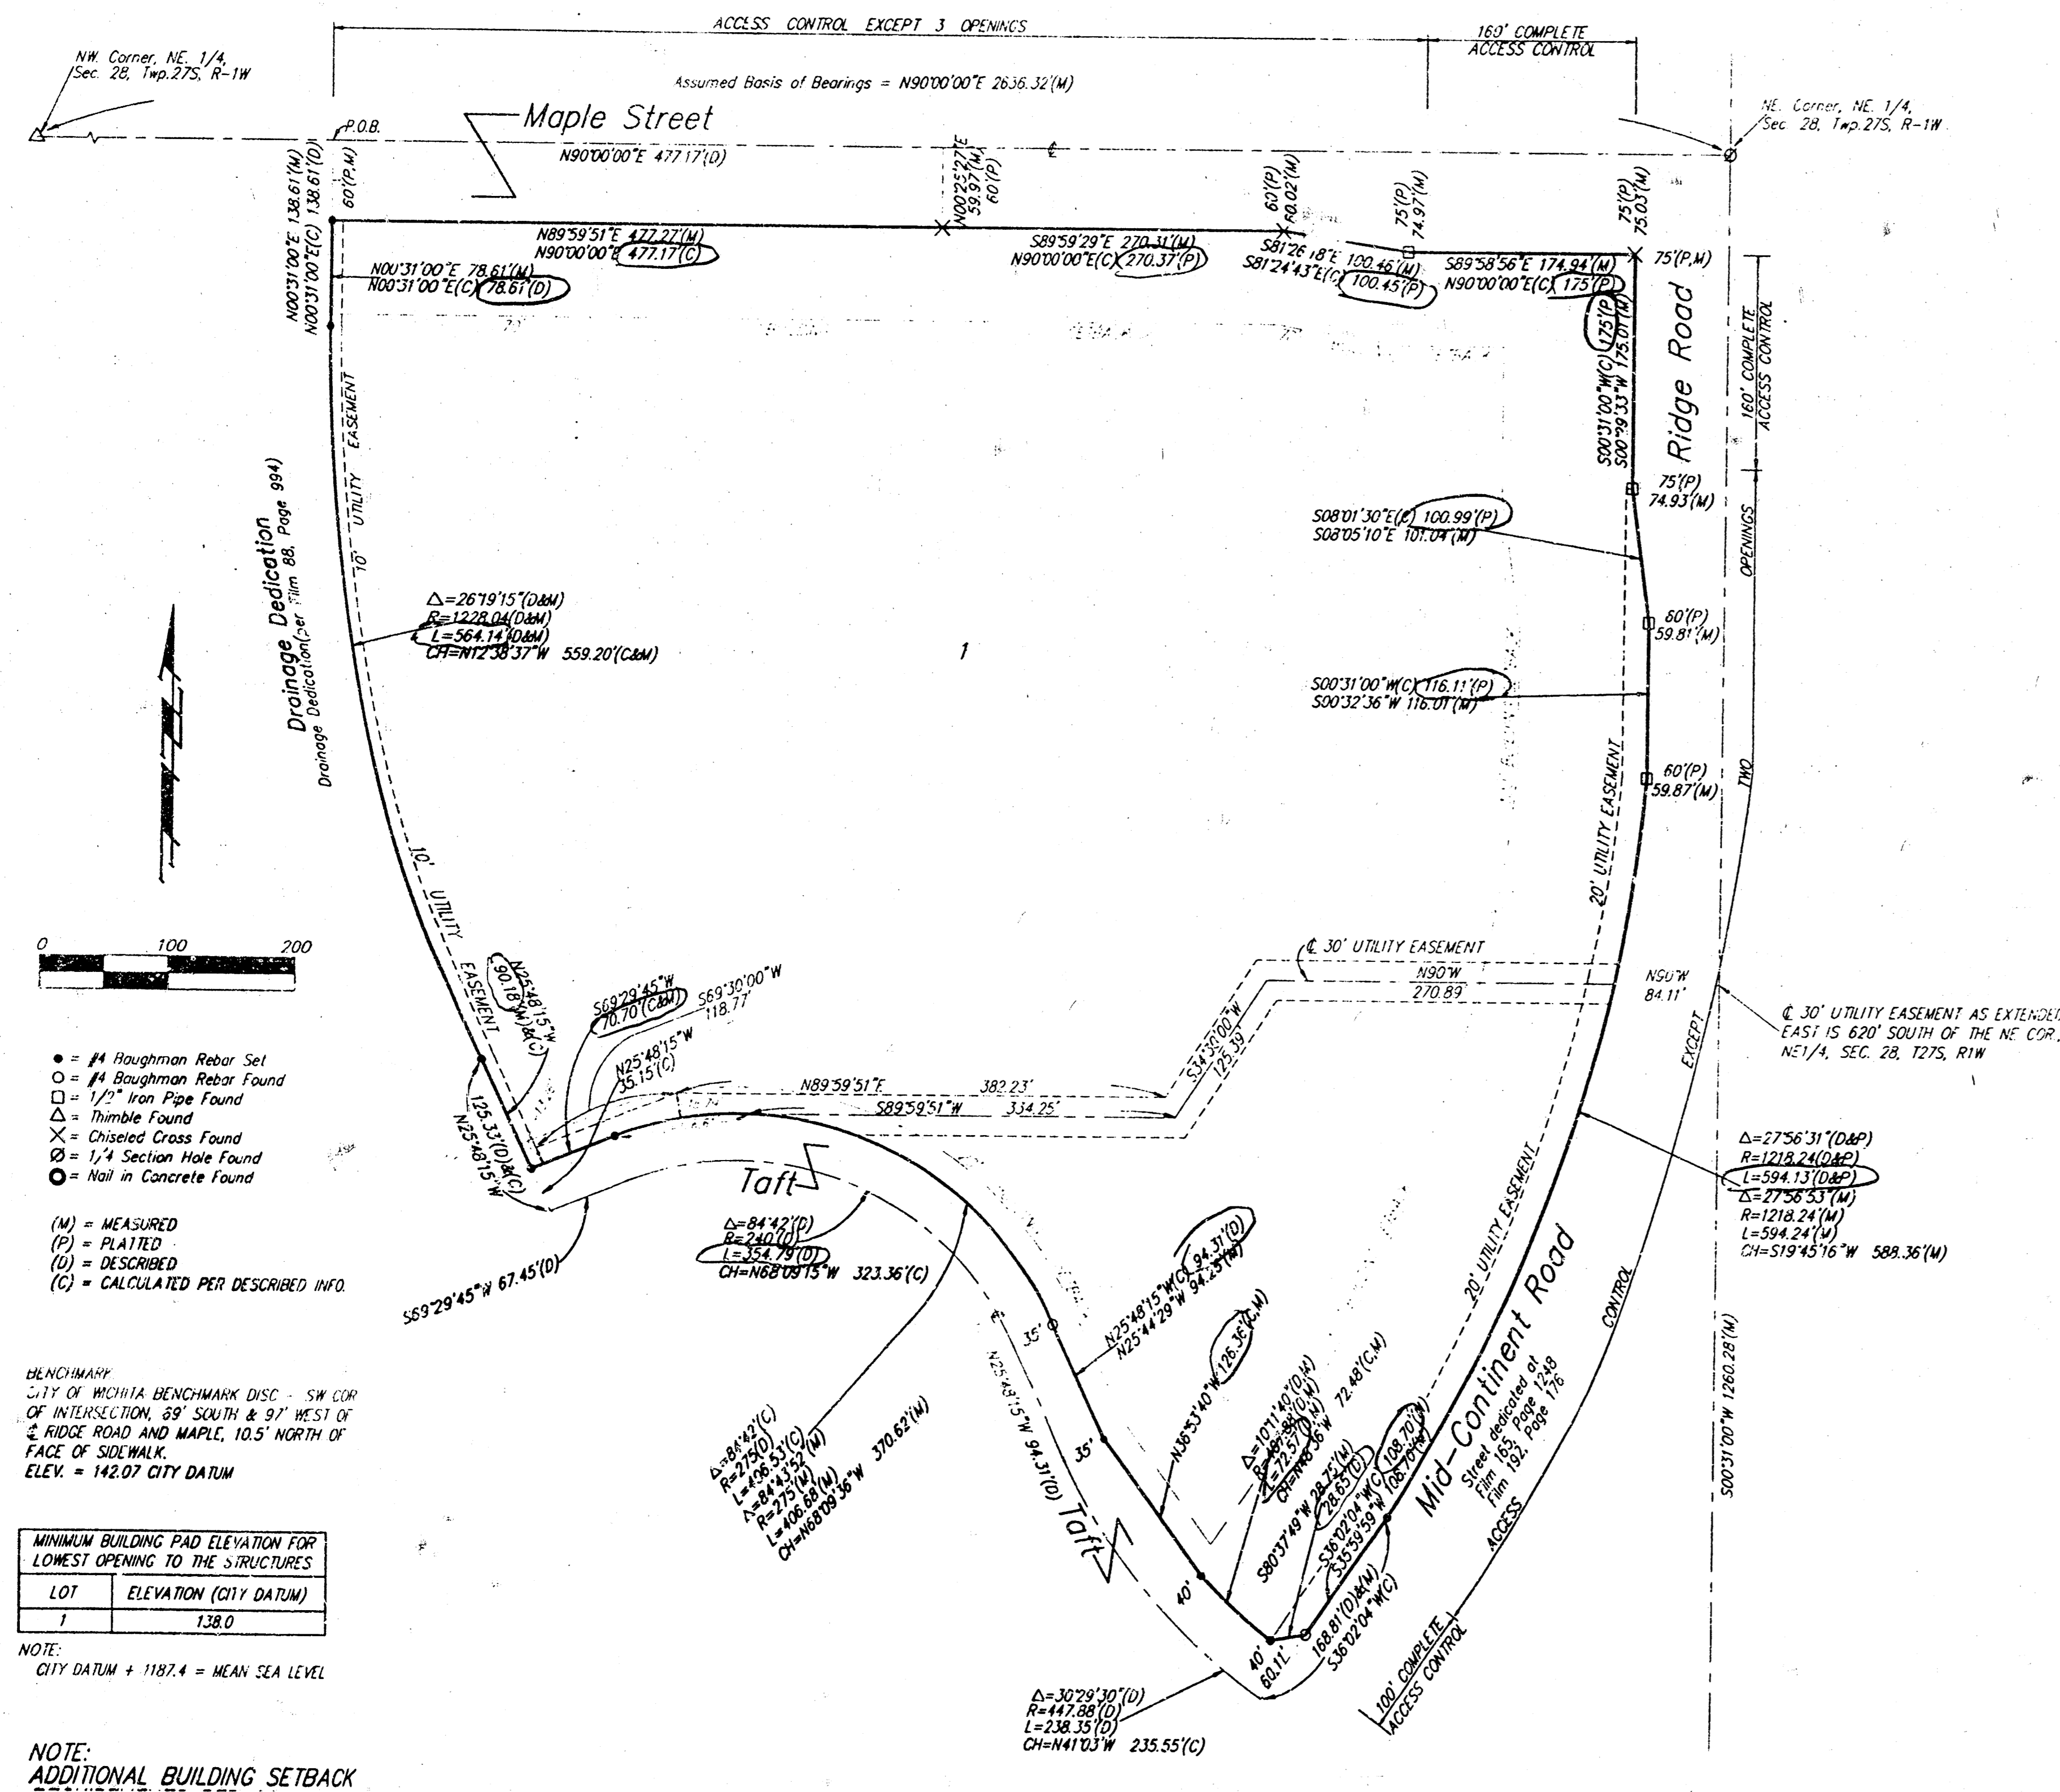 ACCESS CONTROL EXCEPT 3 OPENINGS
160' COMPLETE
ACCESS CONTROL
NW. Corner, NE. 1/4,
Sec. 28, Twp.27S, R-1W
Assumed Basis of Bearings = N90°00'00"E 2636.32'(M)
NE. Corner, NE. 1/4,
Sec. 28, Twp.27S, R-1W
P.O.B.
Maple Street
N90°00'00"E 477.17'(D)
℄
N00°31'00"E 138.61'(M)
N00°31'00"E(C) 138.61'(D)
60'(P,M)
N00°25'27"E
59.97'(M)
60'(P)
60'(P)
60.02'(M)
75'(P)
74.97'(M)
75'(P)
75.03'(M)
N89°59'51"E 477.27'(M)
N90°00'00"E 477.17'(C)
S89°59'29"E 270.31'(M)
N90°00'00"E(C) 270.37'(P)
S81°26'18"E 100.46'(M)
S81°24'43"E(C) 100.45'(P)
S89°58'56"E 174.94'(M)
N90°00'00"E(C) 175'(P)
75'(P,M)
N00°31'00"E 78.61'(M)
N00°31'00"E(C) 78.61'(D)
S00°31'00"W(C) 175'(P)
S00°29'33"W 175.01'(M)
Ridge Road
160' COMPLETE
ACCESS CONTROL
75'(P)
74.93'(M)
S08°01'30"E(C) 100.99'(P)
S08°05'10"E 101.04'(M)
10' UTILITY EASEMENT
Drainage Dedication
Drainage Dedication(per Film 88, Page 994)
Δ=26°19'15"(D&M)
R=1228.04(D&M)
L=564.14'(D&M)
CH=N12°38'37"W 559.20'(C&M)
1
60'(P)
59.81'(M)
S00°31'00"W(C) 116.11'(P)
S00°32'36"W 116.01'(M)
60'(P)
59.87'(M)
ACCESS CONTROL EXCEPT TWO OPENINGS
20' UTILITY EASEMENT
10' UTILITY EASEMENT
0 100 200
℄ 30' UTILITY EASEMENT
N90°W
270.89
N90°W
84.11'
℄ 30' UTILITY EASEMENT AS EXTENDED
EAST IS 620' SOUTH OF THE NE. COR.,
NE1/4, SEC. 28, T27S, R1W
N25°48'15"W
90.18'(M)&(C)
S69°29'45"W
70.70'(C&M)
S69°30'00"W
118.77'
N25°48'15"W
35.15'(C)
S34°30'00"W
125.39'
N89°59'51"E 382.23'
S89°59'51"W 334.25'
● = #4 Baughman Rebar Set
○ = #4 Baughman Rebar Found
□ = 1/2" Iron Pipe Found
△ = Thimble Found
X = Chiseled Cross Found
Ø = 1/4 Section Hole Found
O = Nail in Concrete Found
(M) = MEASURED
(P) = PLATTED
(D) = DESCRIBED
(C) = CALCULATED PER DESCRIBED INFO.
125.33'(D)&(C)
N25°48'15"W
S69°29'45"W 67.45'(D)
Taft
Δ=84°42'(D)
R=240'(D)
L=354.79'(D)
CH=N68°09'15"W 323.36'(C)
Δ=27°56'31"(D&P)
R=1218.24(D&P)
L=594.13'(D&P)
Δ=27°56'53"(M)
R=1218.24'(M)
L=594.24'(M)
CH=S19°45'16"W 588.36'(M)
20' UTILITY EASEMENT
35'
N25°48'15"W(C) 94.31'(D)
N25°44'29"W 94.25'(M)
N25°48'15"W 94.31'(D)
Mid-Continent Road
Street dedicated at
Film 165, Page 1248
Film 192, Page 176
S00°31'00"W 1260.28'(M)
BENCHMARK
CITY OF WICHITA BENCHMARK DISC - SW COR
OF INTERSECTION, 69' SOUTH & 97' WEST OF
℄ RIDGE ROAD AND MAPLE, 10.5' NORTH OF
FACE OF SIDEWALK.
ELEV. = 142.07 CITY DATUM
Δ=84°42'(C)
R=275(D)
L=406.53'(C)
Δ=84°43'52"(M)
R=275'(M)
L=406.68'(M)
CH=N68°09'36"W 370.62'(M)
35'
N36°53'40"W 126.36'(C,M)
Δ=10°11'40"(D,M)
R=407.88'(D,M)
L=72.57'(D,M)
CH=N48°36"W 72.48'(C,M)
S80°37'49"W 28.75'(M)
28.65'(D)
S36°02'04"W(C) 108.70'(M)
S35°59'59"W 108.70'(M)
Taft
40'
40'
60.11'
168.81'(D)&(M)
S36°02'04"W(C)
100' COMPLETE
ACCESS CONTROL
MINIMUM BUILDING PAD ELEVATION FOR
LOWEST OPENING TO THE STRUCTURES
LOT ELEVATION (CITY DATUM)
1 138.0
NOTE:
CITY DATUM + 1187.4 = MEAN SEA LEVEL
Δ=30°29'30"(D)
R=447.88'(D)
L=238.35'(D)
CH=N41°03'W 235.55'(C)
NOTE:
ADDITIONAL BUILDING SETBACK